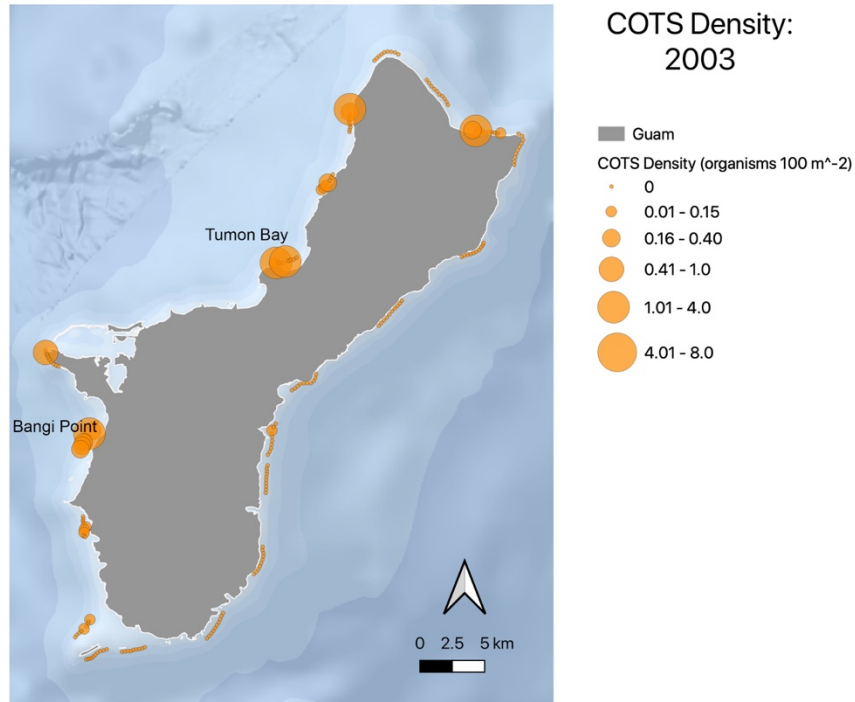 COTS Density:
2003
Guam
COTS Density (organisms 100 m^-2)
0
0.01 - 0.15
0.16 - 0.40
0.41 - 1.0
1.01 - 4.0
4.01 - 8.0
Tumon Bay
Bangi Point
0 2.5 5 km